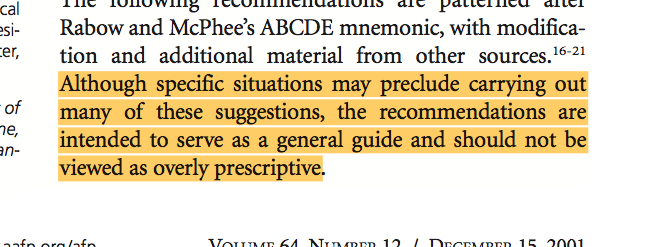 cal
esi-
ter,
of
ne,
an-
The following recommendations are patterned after
Rabow and McPhee's ABCDE mnemonic, with modifica-
tion and additional material from other sources.16-21
Although specific situations may preclude carrying out
many of these suggestions, the recommendations are
intended to serve as a general guide and should not be
viewed as overly prescriptive.
aafp.org/afp
VOLUME 64, NUMBER 12 / DECEMBER 15, 2001